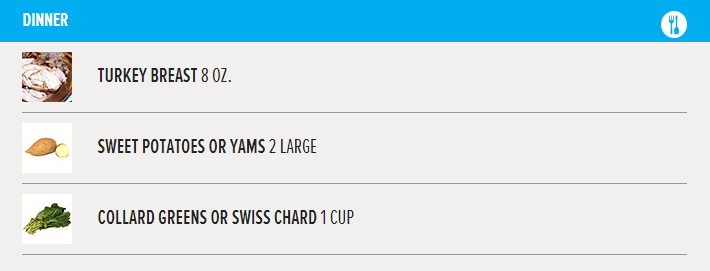 DINNER
TURKEY BREAST 8 OZ.
SWEET POTATOES OR YAMS 2 LARGE
COLLARD GREENS OR SWISS CHARD 1 CUP